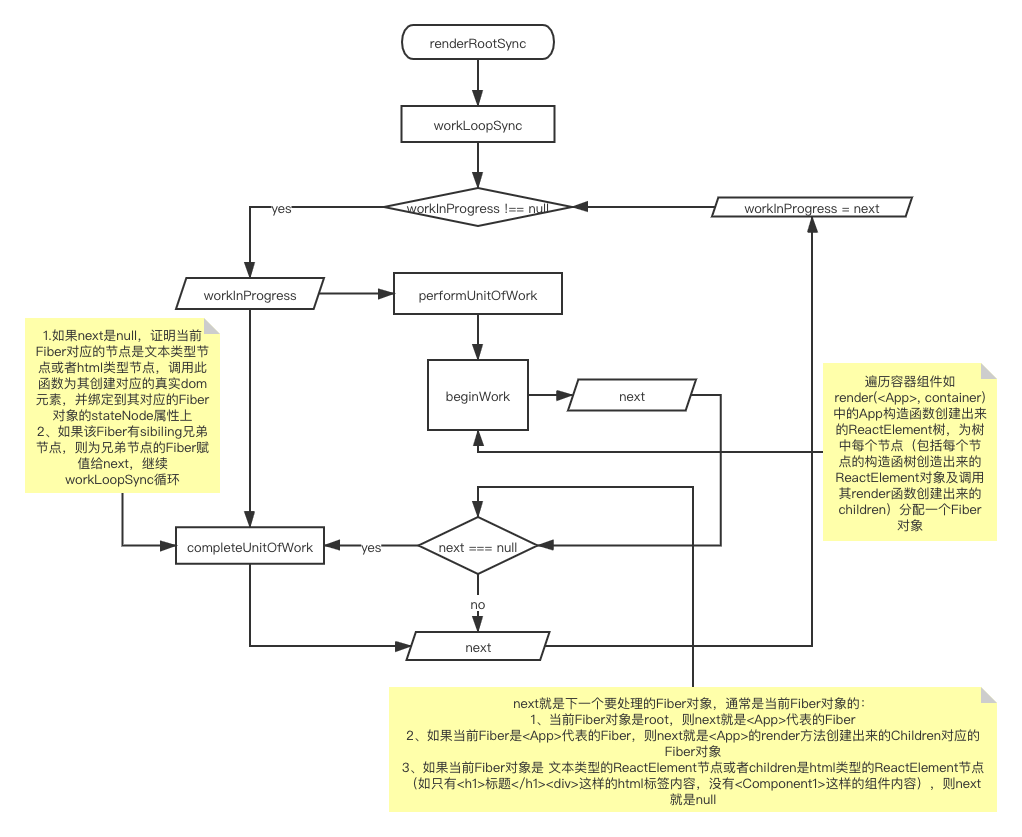 renderRootSync
workLoopSync
workInProgress !== null
yes
workInProgress = next
workInProgress
performUnitOfWork
beginWork
next
1.如果next是null，证明当前
Fiber对应的节点是文本类型节
点或者html类型节点，调用此
函数为其创建对应的真实dom
元素，并绑定到其对应的Fiber
对象的stateNode属性上
2、如果该Fiber有sibiling兄弟
节点，则为兄弟节点的Fiber赋
值给next，继续
workLoopSync循环
遍历容器组件如
render(<App>, container)
中的App构造函数创建出来
的ReactElement树，为树
中每个节点（包括每个节
点的构造函树创造出来的
ReactElement对象及调用
其render函数创建出来的
children）分配一个Fiber
对象
completeUnitOfWork
yes
next === null
no
next
next就是下一个要处理的Fiber对象，通常是当前Fiber对象的：
1、当前Fiber对象是root，则next就是<App>代表的Fiber
2、如果当前Fiber是<App>代表的Fiber，则next就是<App>的render方法创建出来的Children对应的
Fiber对象
3、如果当前Fiber对象是 文本类型的ReactElement节点或者children是html类型的ReactElement节点
（如只有<h1>标题</h1><div>这样的html标签内容，没有<Component1>这样的组件内容），则next
就是null